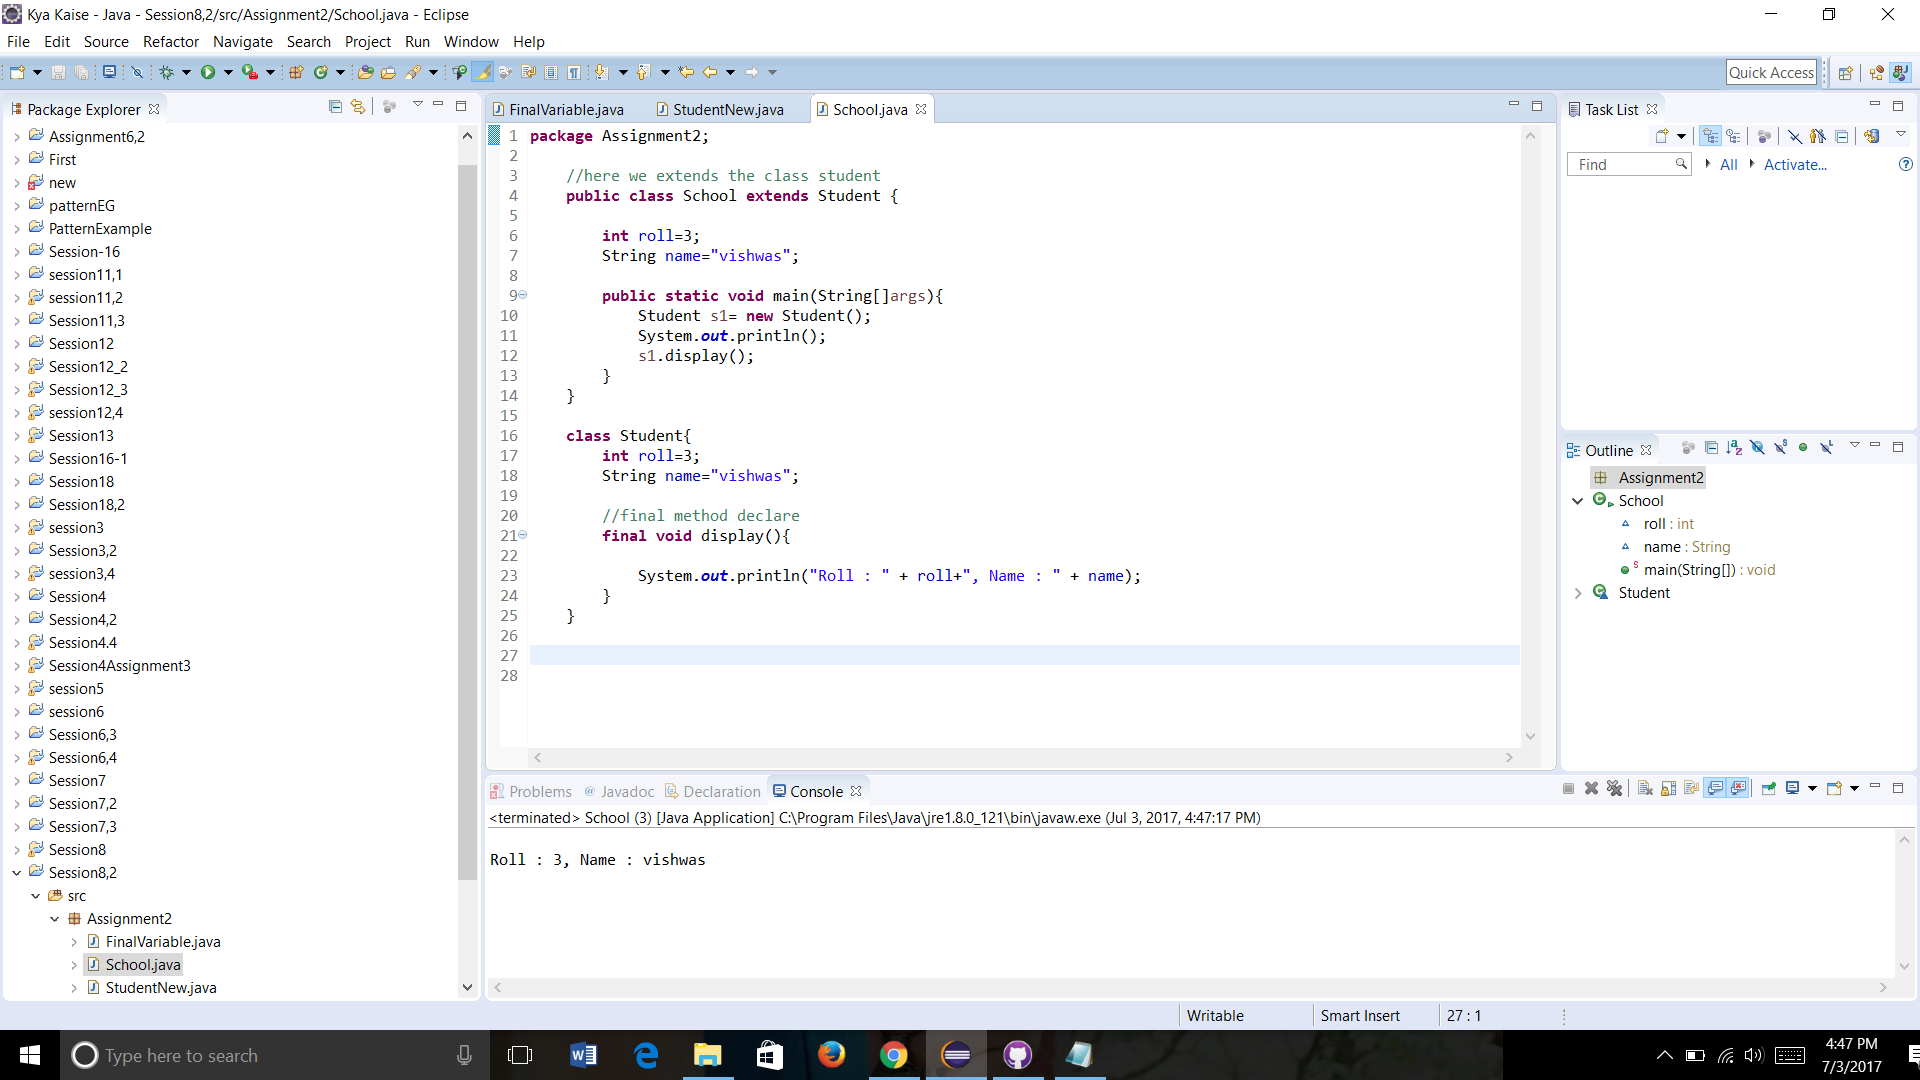 Kya Kaise - Java - Session8,2/src/Assignment2/School.java - Eclipse
File Edit Source Refactor Navigate Search Project Run Window Help
Quick Access
Package Explorer
Assignment6,2
First
new
patternEG
PatternExample
Session-16
session11,1
session11,2
Session11,3
Session12
Session12_2
Session12_3
session12,4
Session13
Session16-1
Session18
Session18,2
session3
Session3,2
session3,4
Session4
Session4,2
Session4.4
Session4Assignment3
session5
session6
Session6,3
Session6,4
Session7
Session7,2
Session7,3
Session8
Session8,2
src
Assignment2
FinalVariable.java
School.java
StudentNew.java
FinalVariable.java StudentNew.java School.java
1 package Assignment2;
2
3 //here we extends the class student
4 public class School extends Student {
5
6 int roll=3;
7 String name="vishwas";
8
9 public static void main(String[]args){
10 Student s1= new Student();
11 System.out.println();
12 s1.display();
13 }
14 }
15
16 class Student{
17 int roll=3;
18 String name="vishwas";
19
20 //final method declare
21 final void display(){
22
23 System.out.println("Roll : " + roll+", Name : " + name);
24 }
25 }
26
27
28
Task List
Find All Activate...
Outline
Assignment2
School
roll : int
name : String
main(String[]) : void
Student
Problems @ Javadoc Declaration Console
<terminated> School (3) [Java Application] C:\Program Files\Java\jre1.8.0_121\bin\javaw.exe (Jul 3, 2017, 4:47:17 PM)
Roll : 3, Name : vishwas
Writable Smart Insert 27 : 1
Type here to search
4:47 PM
7/3/2017